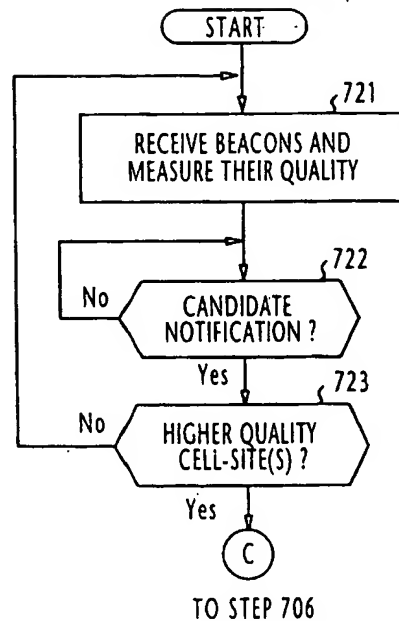 START
721
RECEIVE BEACONS AND
MEASURE THEIR QUALITY
722
No
CANDIDATE
NOTIFICATION ?
Yes
723
No
HIGHER QUALITY
CELL-SITE(S) ?
Yes
C
TO STEP 706